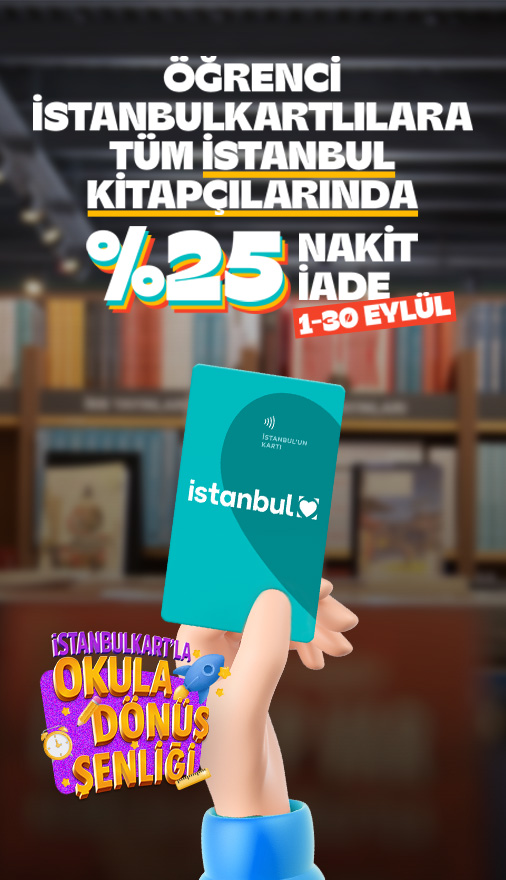 ÖĞRENCİ
İSTANBULKARTLILARA
TÜM İSTANBUL
KİTAPÇILARINDA
%25 NAKİT
İADE
1-30 EYLÜL
İSTANBUL'UN
KARTI
istanbul
İSTANBULKART'LA
OKULA
DÖNÜŞ
ŞENLİĞİ